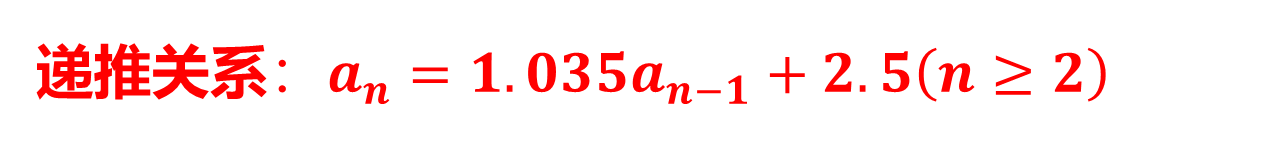 递推关系：aₙ = 1.035aₙ₋₁ + 2.5(n ≥ 2)